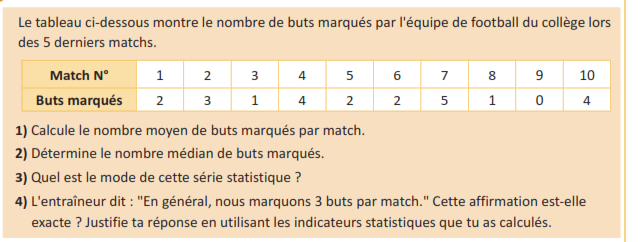 Le tableau ci-dessous montre le nombre de buts marqués par l'équipe de football du collège lors
des 5 derniers matchs.
Match N° 1 2 3 4 5 6 7 8 9 10
Buts marqués 2 3 1 4 2 2 5 1 0 4
1) Calcule le nombre moyen de buts marqués par match.
2) Détermine le nombre médian de buts marqués.
3) Quel est le mode de cette série statistique ?
4) L'entraîneur dit : "En général, nous marquons 3 buts par match." Cette affirmation est-elle
exacte ? Justifie ta réponse en utilisant les indicateurs statistiques que tu as calculés.